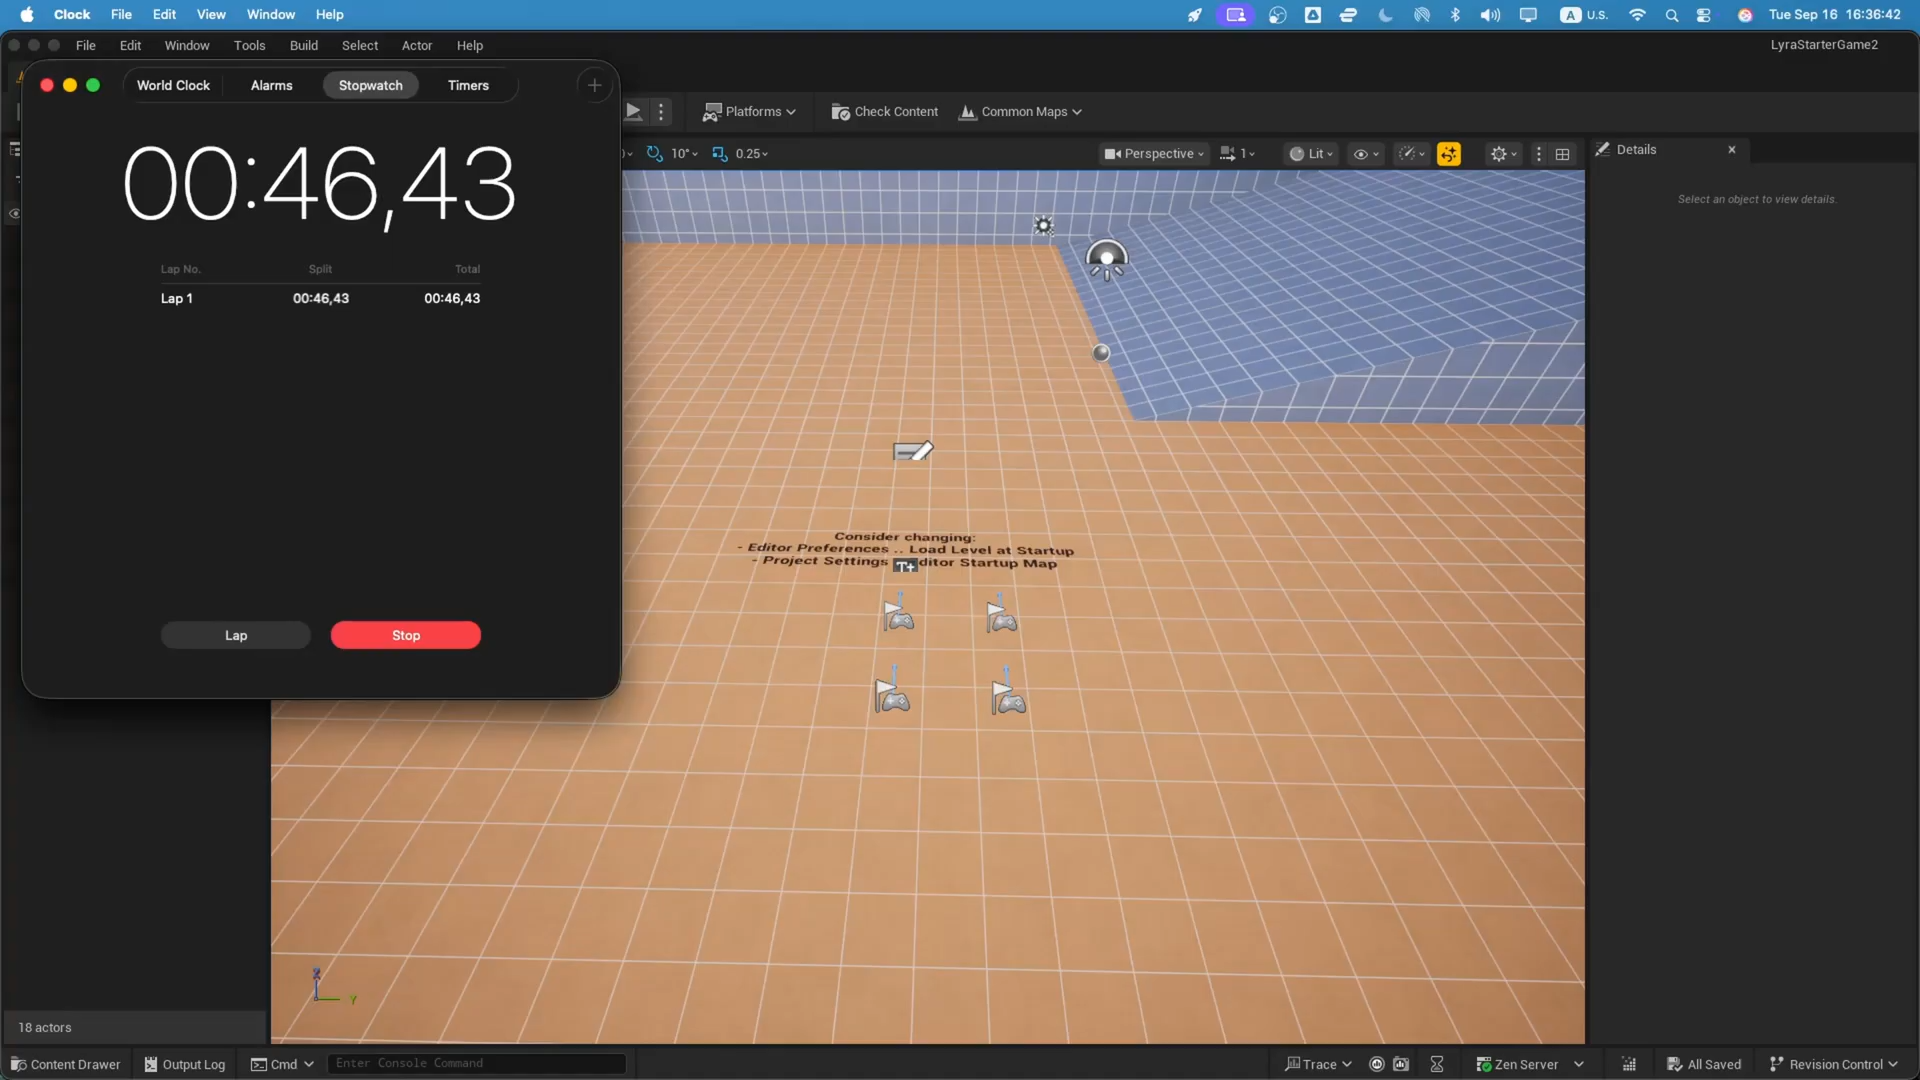 Clock File Edit View Window Help A U.S. Tue Sep 16 16:36:42
File Edit Window Tools Build Select Actor Help LyraStarterGame2
World Clock Alarms Stopwatch Timers
Platforms Check Content Common Maps
10° 0.25 Perspective 1 Lit
Details
Select an object to view details.
00:46,43
Lap No. Split Total
Lap 1 00:46,43 00:46,43
Lap Stop
Consider changing:
- Editor Preferences .. Load Level at Startup
- Project Settings ditor Startup Map
T+
Z
Y
18 actors
Content Drawer Output Log Cmd Enter Console Command Trace Zen Server All Saved Revision Control